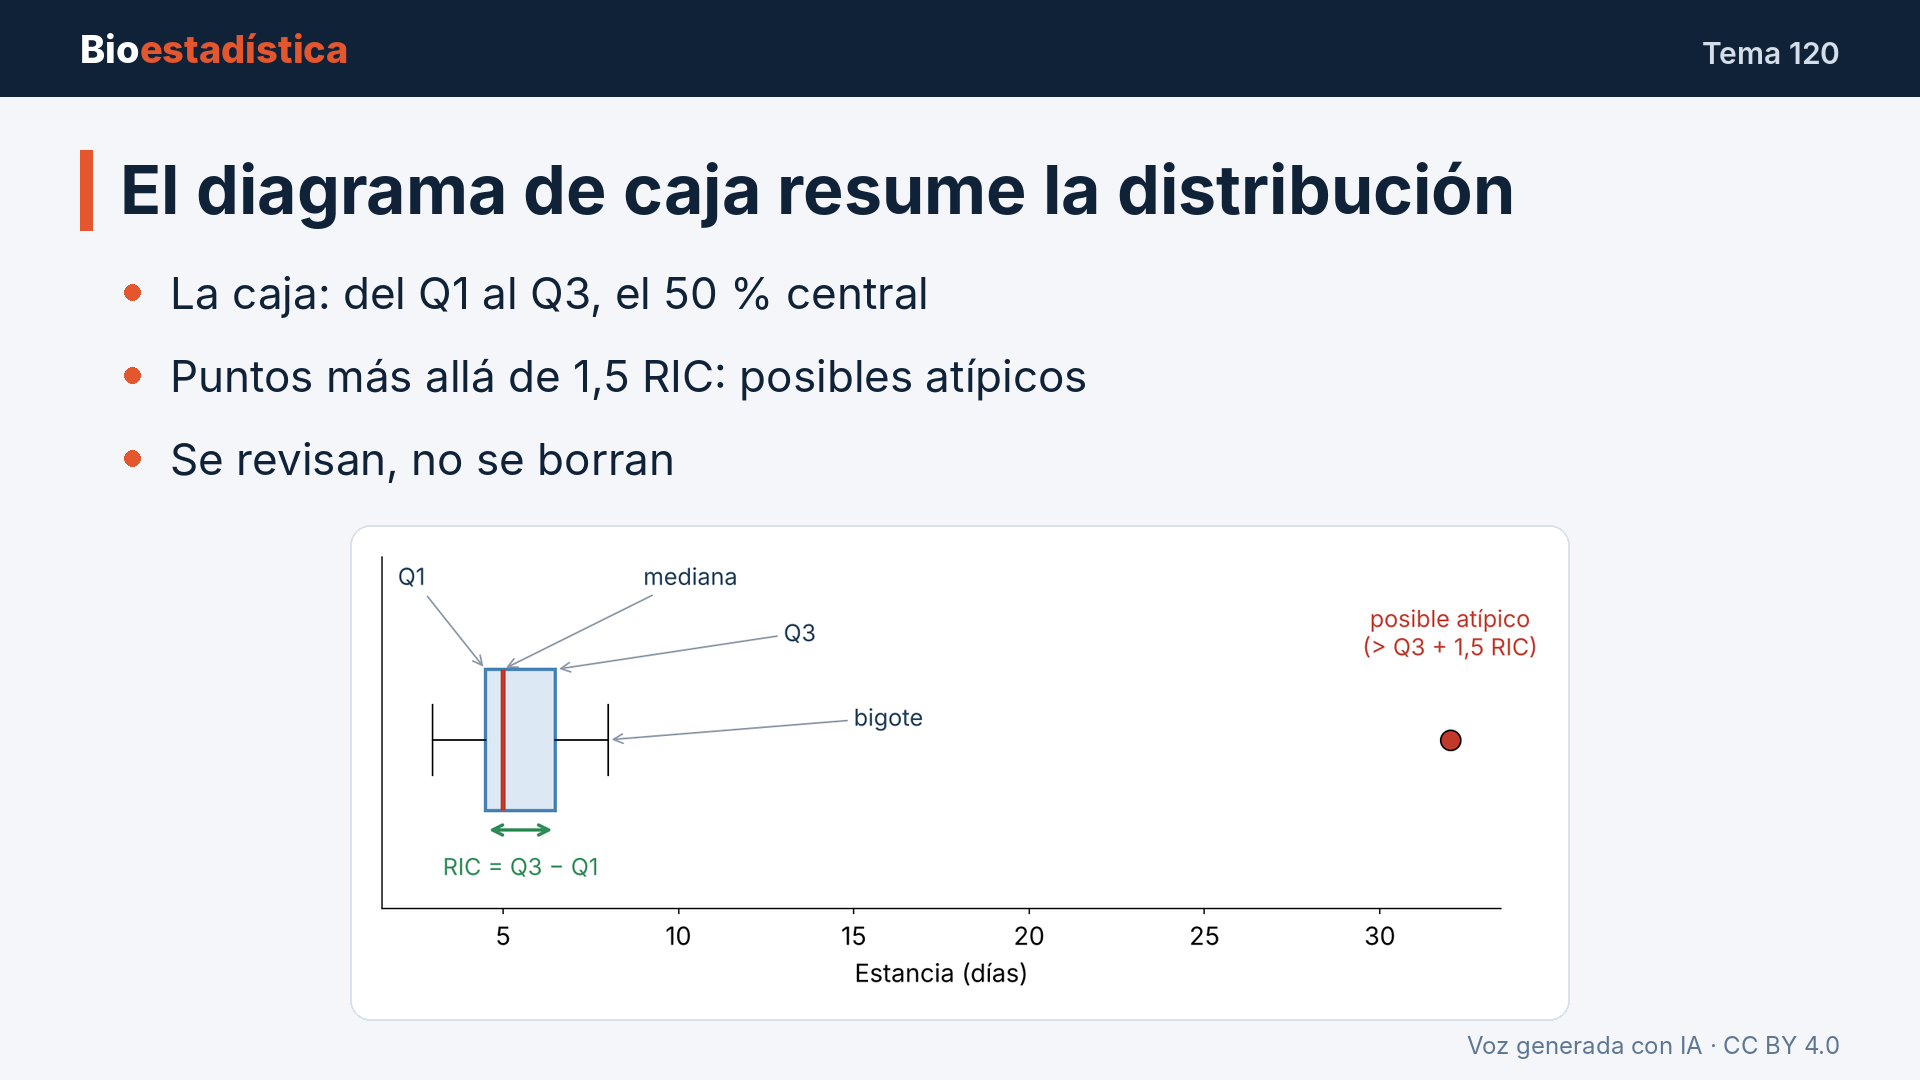 Bioestadística
Tema 120
El diagrama de caja resume la distribución
La caja: del Q1 al Q3, el 50 % central
Puntos más allá de 1,5 RIC: posibles atípicos
Se revisan, no se borran
Q1
mediana
Q3
posible atípico
(> Q3 + 1,5 RIC)
bigote
RIC = Q3 − Q1
5 10 15 20 25 30
Estancia (días)
Voz generada con IA · CC BY 4.0